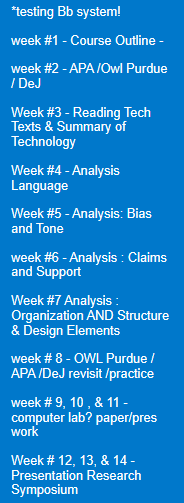 *testing Bb system!
week #1 - Course Outline -
week #2 - APA /Owl Purdue
/ DeJ
Week #3 - Reading Tech
Texts & Summary of
Technology
Week #4 - Analysis
Language
Week #5 - Analysis: Bias
and Tone
week #6 - Analysis : Claims
and Support
Week #7 Analysis :
Organization AND Structure
& Design Elements
week # 8 - OWL Purdue /
APA /DeJ revisit /practice
week # 9, 10 , & 11 -
computer lab? paper/pres
work
Week # 12, 13, & 14 -
Presentation Research
Symposium